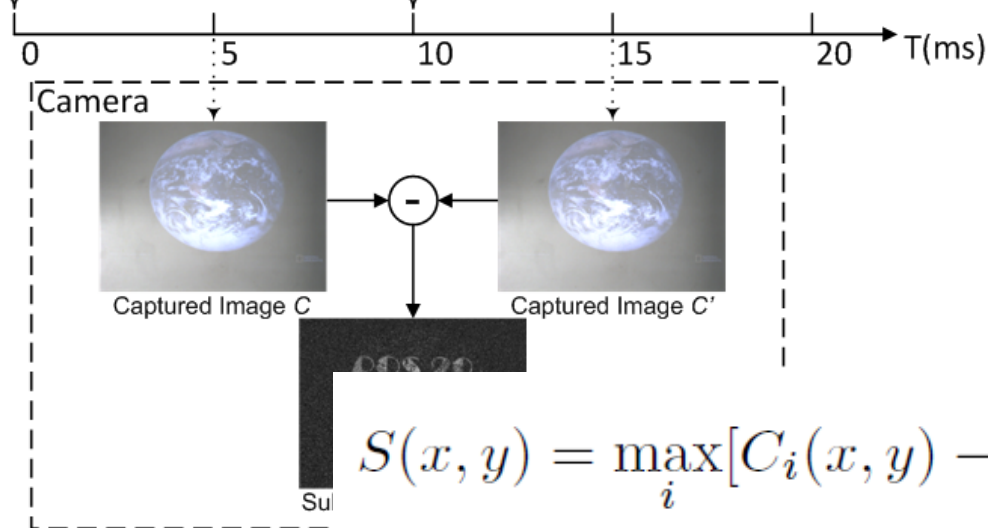 0 5 10 15 20 T(ms)
Camera
-
Captured Image C
Captured Image C'
S(x, y) = max[C_i(x, y) −
i